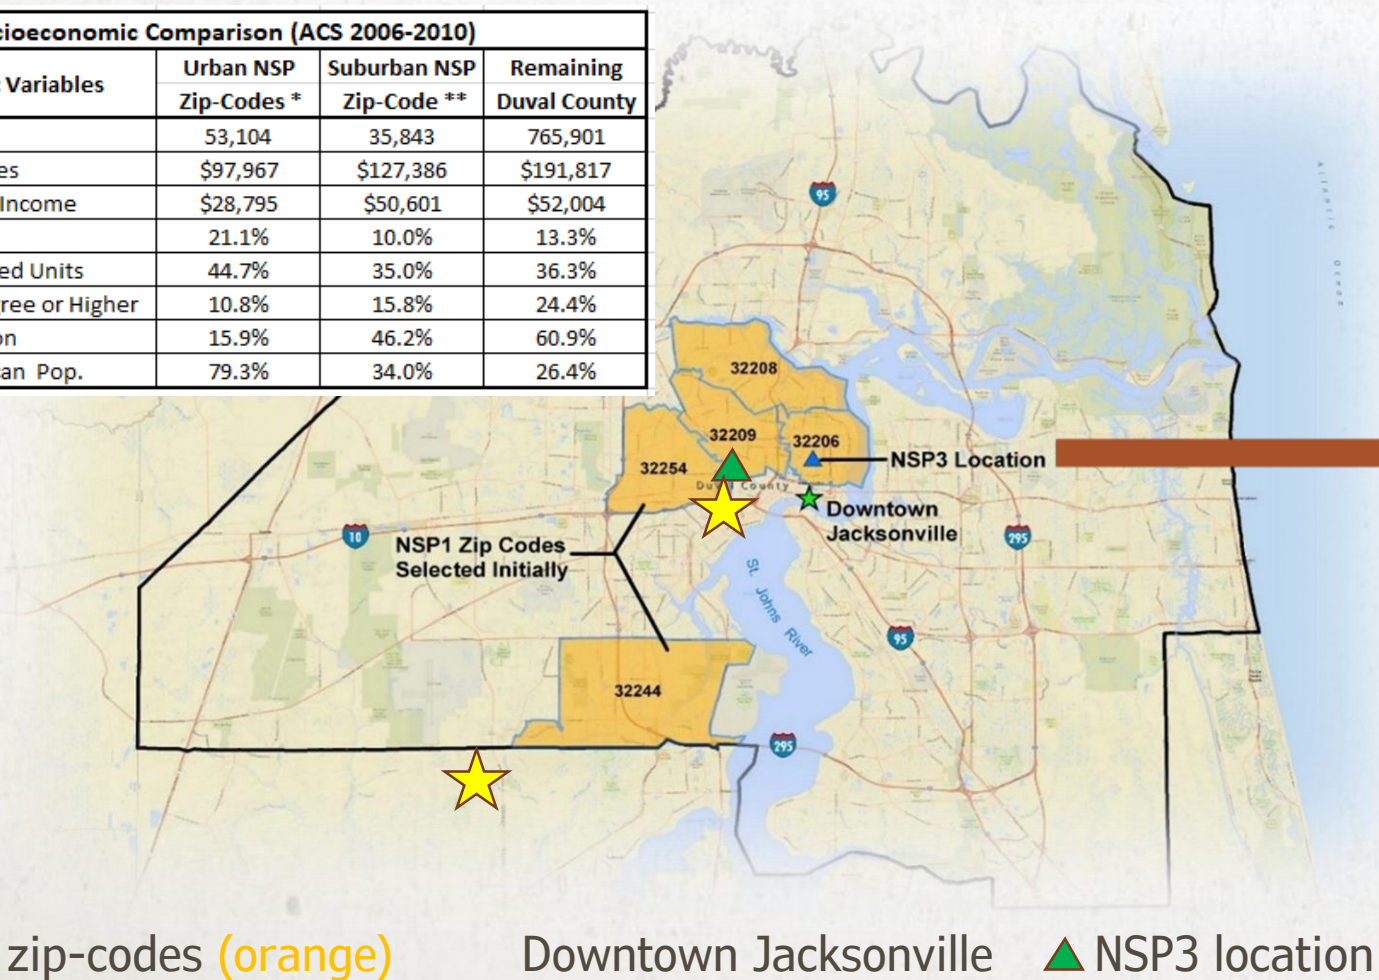 cioeconomic Comparison (ACS 2006-2010)
Variables Urban NSP Zip-Codes * Suburban NSP Zip-Code ** Remaining Duval County
53,104 35,843 765,901
es $97,967 $127,386 $191,817
Income $28,795 $50,601 $52,004
21.1% 10.0% 13.3%
ed Units 44.7% 35.0% 36.3%
gree or Higher 10.8% 15.8% 24.4%
on 15.9% 46.2% 60.9%
an Pop. 79.3% 34.0% 26.4%
95
Atlantic Ocean
32208
32209
32206
32254
NSP3 Location
Duval County
Downtown
Jacksonville
10
295
NSP1 Zip Codes
Selected Initially
St. Johns River
95
32244
295
zip-codes (orange) Downtown Jacksonville NSP3 location